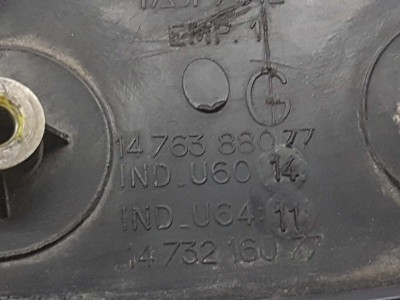 EMP. 1
G
14 763 880 77
IND_U60 14
IND_U64 11
14 732 160 77